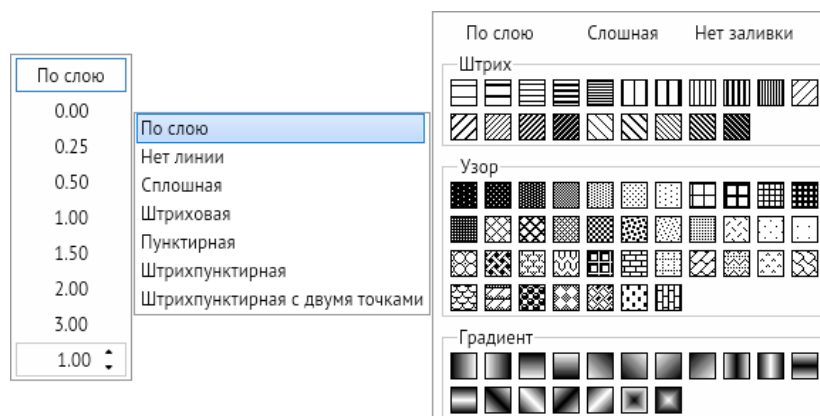 По слою
0.00
0.25
0.50
1.00
1.50
2.00
3.00
1.00
По слою
Нет линии
Сплошная
Штриховая
Пунктирная
Штрихпунктирная
Штрихпунктирная с двумя точками
По слою Слошная Нет заливки
Штрих
Узор
Градиент